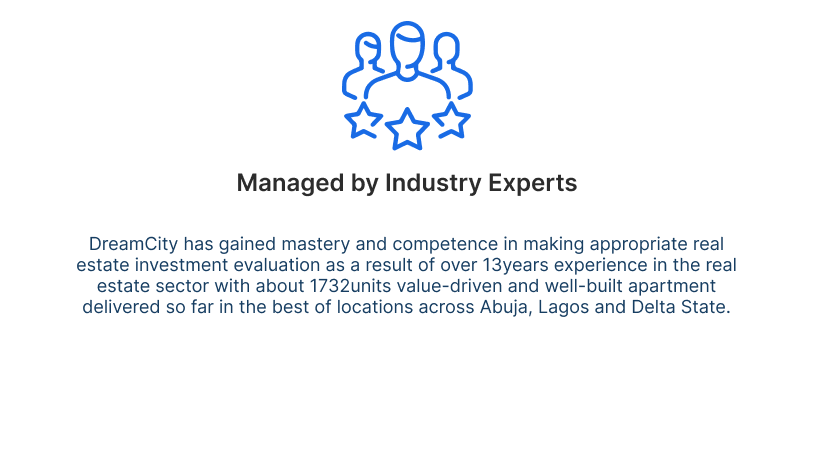 Managed by Industry Experts
DreamCity has gained mastery and competence in making appropriate real
estate investment evaluation as a result of over 13years experience in the real
estate sector with about 1732units value-driven and well-built apartment
delivered so far in the best of locations across Abuja, Lagos and Delta State.